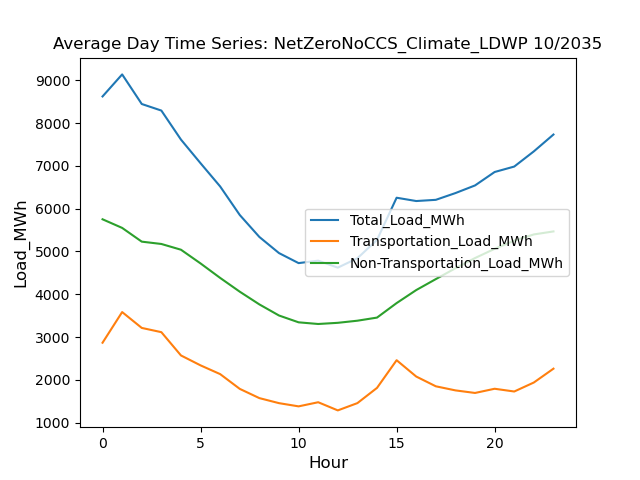 Average Day Time Series: NetZeroNoCCS_Climate_LDWP 10/2035
9000
8000
7000
6000
5000
4000
3000
2000
1000
Load_MWh
Total_Load_MWh
Transportation_Load_MWh
Non-Transportation_Load_MWh
0 5 10 15 20
Hour